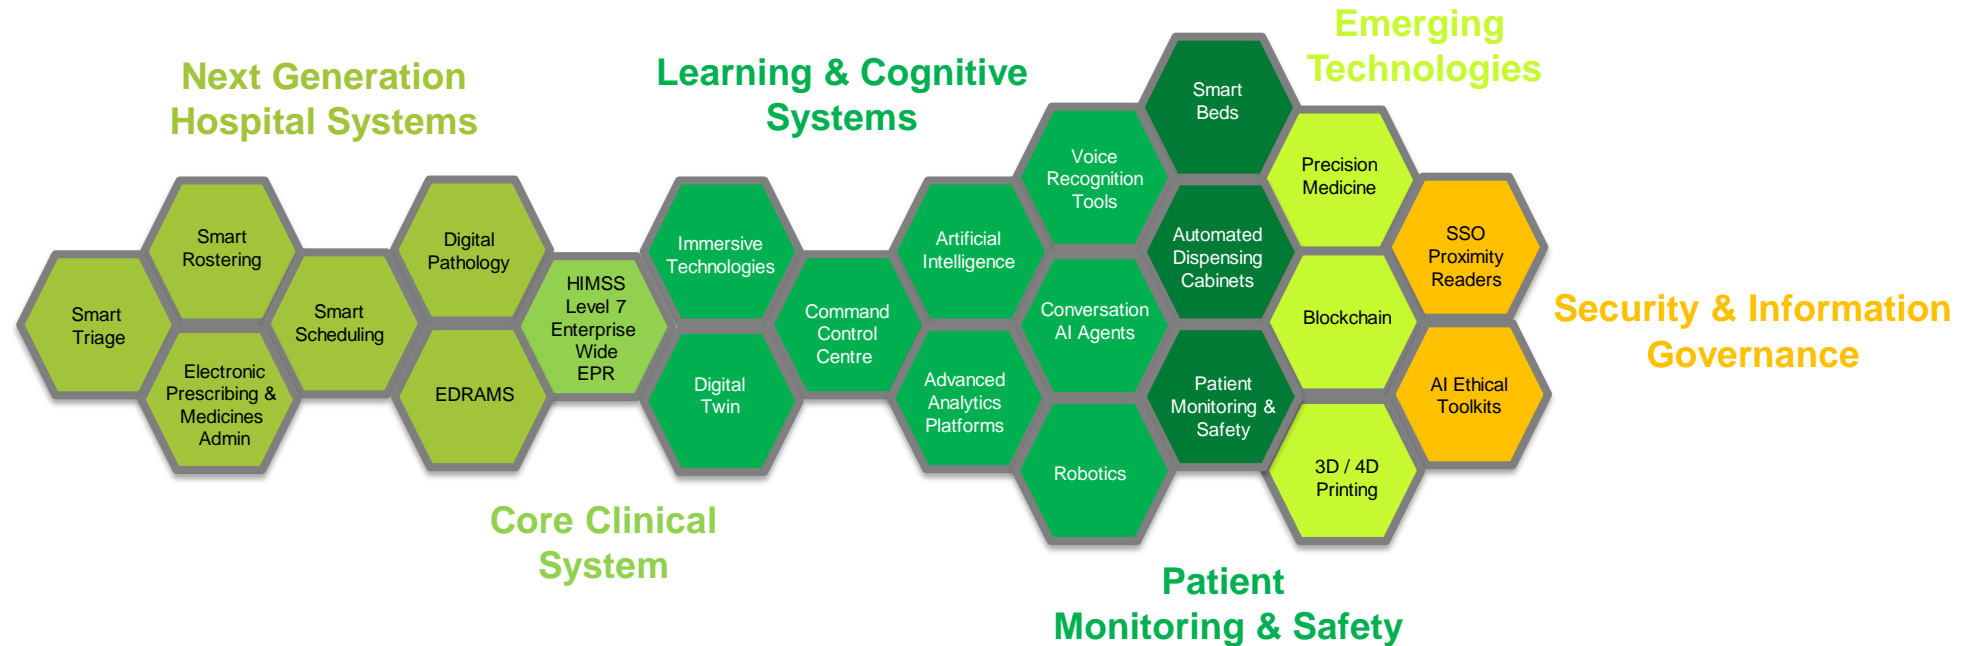 Next Generation
Hospital Systems
Learning & Cognitive
Systems
Emerging
Technologies
Smart
Triage
Smart
Rostering
Electronic
Prescribing &
Medicines
Admin
Smart
Scheduling
Digital
Pathology
EDRAMS
HIMSS
Level 7
Enterprise
Wide
EPR
Immersive
Technologies
Digital
Twin
Command
Control
Centre
Artificial
Intelligence
Advanced
Analytics
Platforms
Voice
Recognition
Tools
Conversation
AI Agents
Robotics
Smart
Beds
Automated
Dispensing
Cabinets
Patient
Monitoring &
Safety
Precision
Medicine
Blockchain
3D / 4D
Printing
SSO
Proximity
Readers
AI Ethical
Toolkits
Security & Information
Governance
Core Clinical
System
Patient
Monitoring & Safety